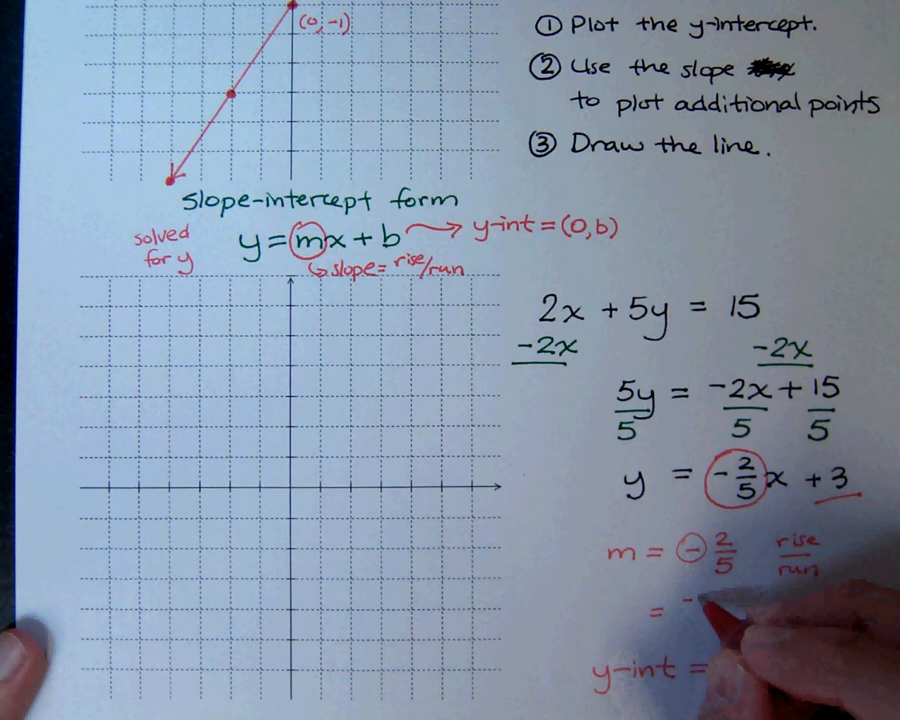 (0, -1)
① Plot the y-intercept.
② Use the slope
to plot additional points
③ Draw the line.
slope-intercept form
solved
for y
y = mx + b → y-int = (0, b)
↳ slope = rise/run
2x + 5y = 15
-2x -2x
5y/5 = -2x/5 + 15/5
y = -2/5 x + 3
m = - 2/5 rise/run
= -
y-int =